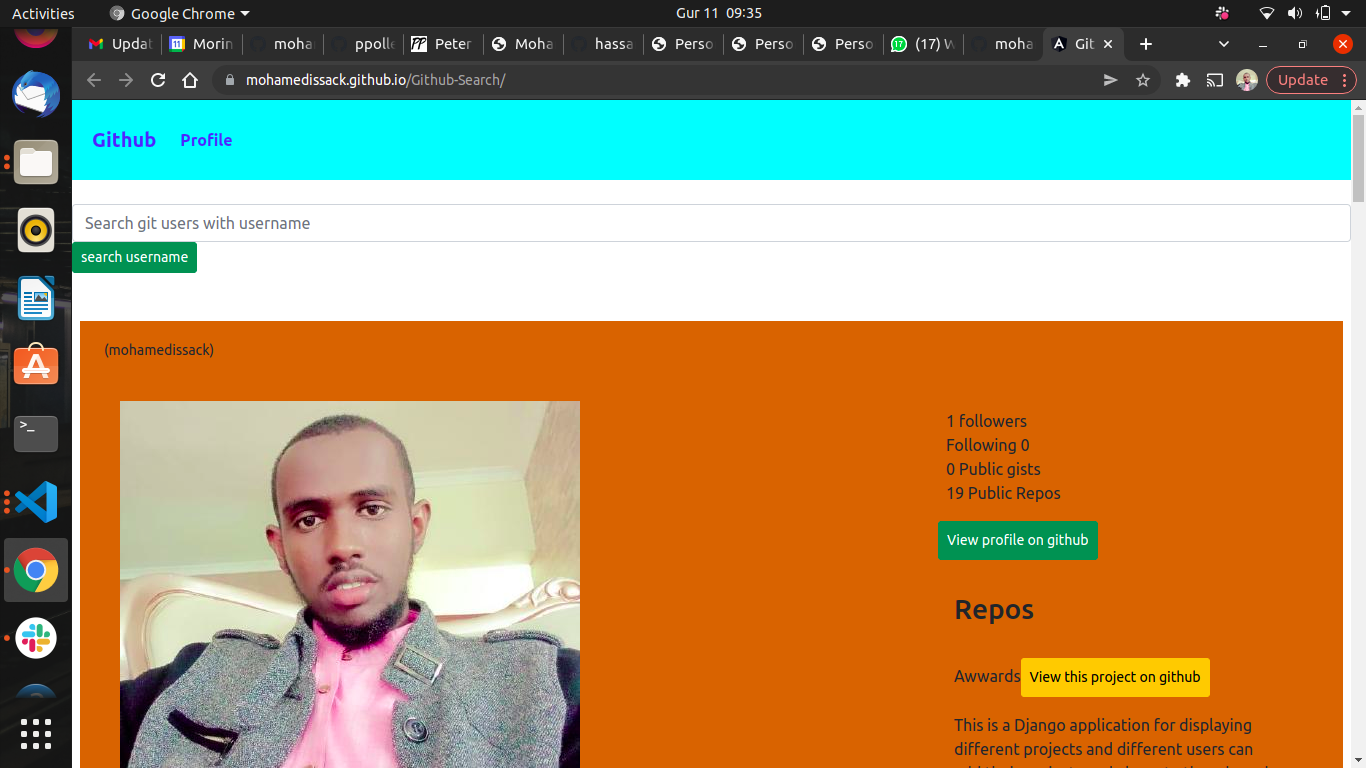 Activities
Google Chrome
Gur 11 09:35
Updat
31
Morin
moha
ppolle
Peter
Moha
hassa
Perso
Perso
Perso
(17) W
moha
Git
mohamedissack.github.io/Github-Search/
Update
Github
Profile
Search git users with username
search username
(mohamedissack)
1 followers
Following 0
0 Public gists
19 Public Repos
View profile on github
Repos
Awwards View this project on github
This is a Django application for displaying
different projects and different users can